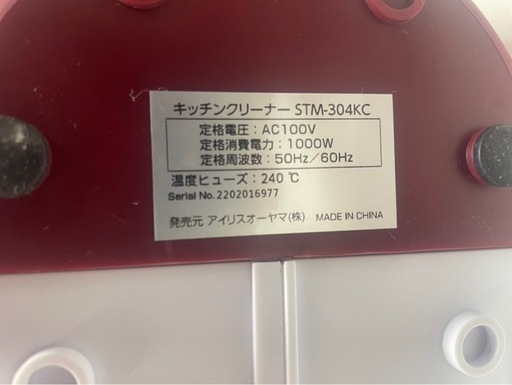 キッチンクリーナー STM-304KC
定格電圧：AC100V
定格消費電力：1000W
定格周波数：50Hz／60Hz
温度ヒューズ：240 ℃
Serial No. 2202016977
発売元 アイリスオーヤマ(株) MADE IN CHINA